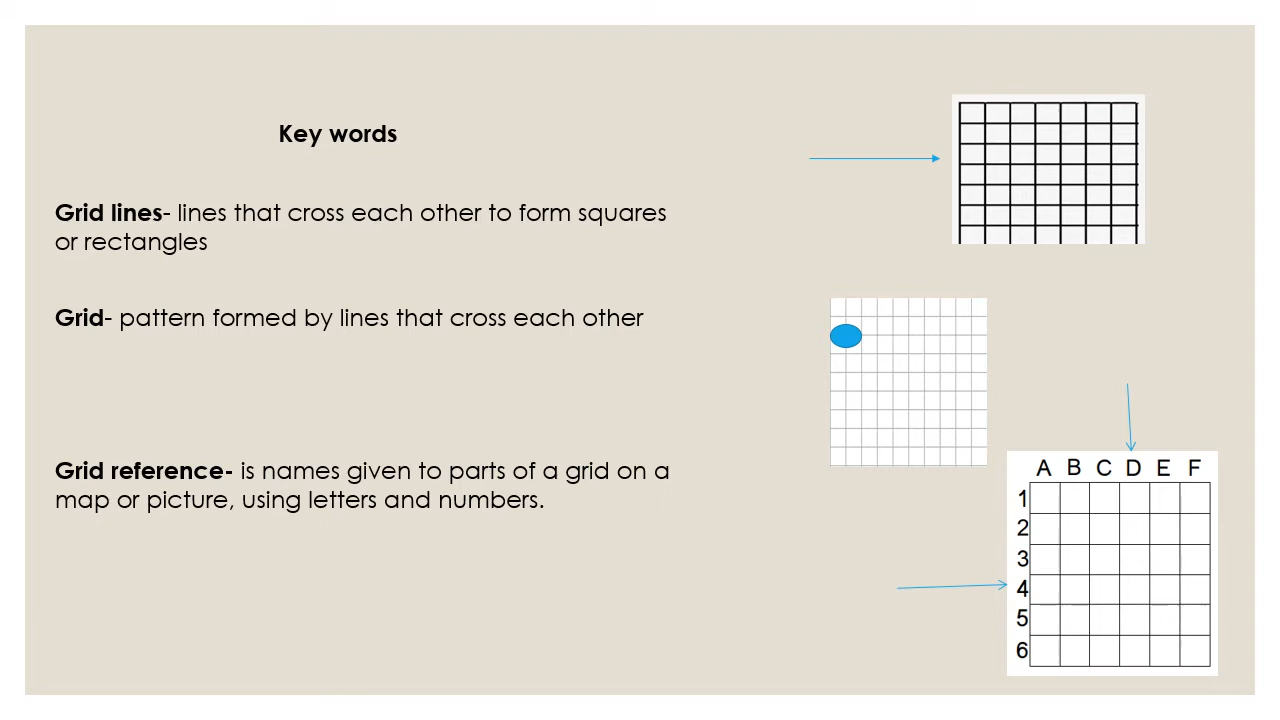 Key words
Grid lines- lines that cross each other to form squares
or rectangles
Grid- pattern formed by lines that cross each other
Grid reference- is names given to parts of a grid on a
map or picture, using letters and numbers.
A B C D E F
1
2
3
4
5
6